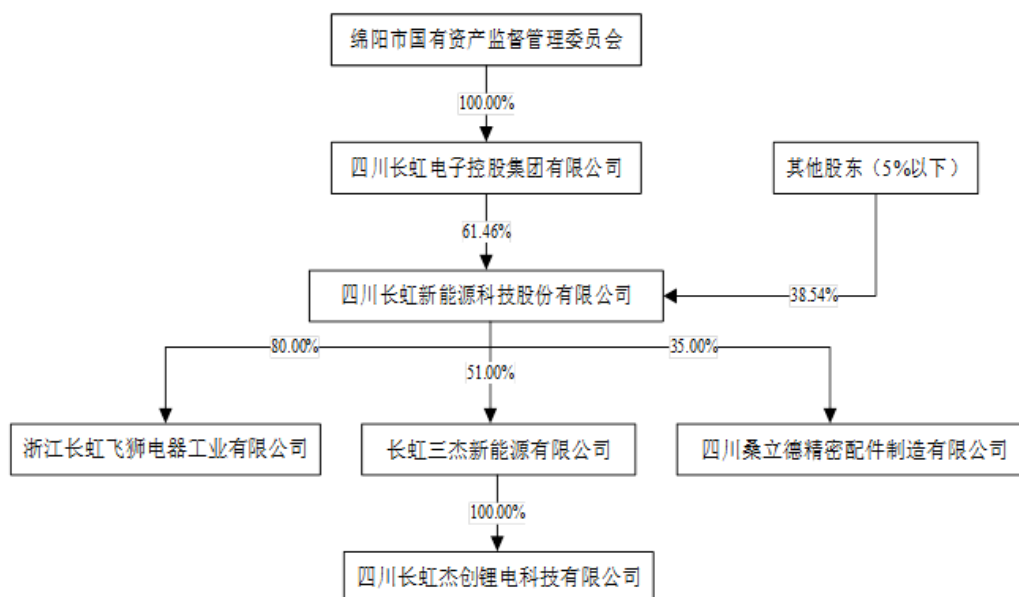 绵阳市国有资产监督管理委员会
100.00%
四川长虹电子控股集团有限公司
其他股东（5%以下）
61.46%
四川长虹新能源科技股份有限公司
38.54%
80.00%
51.00%
35.00%
浙江长虹飞狮电器工业有限公司
长虹三杰新能源有限公司
四川桑立德精密配件制造有限公司
100.00%
四川长虹杰创锂电科技有限公司